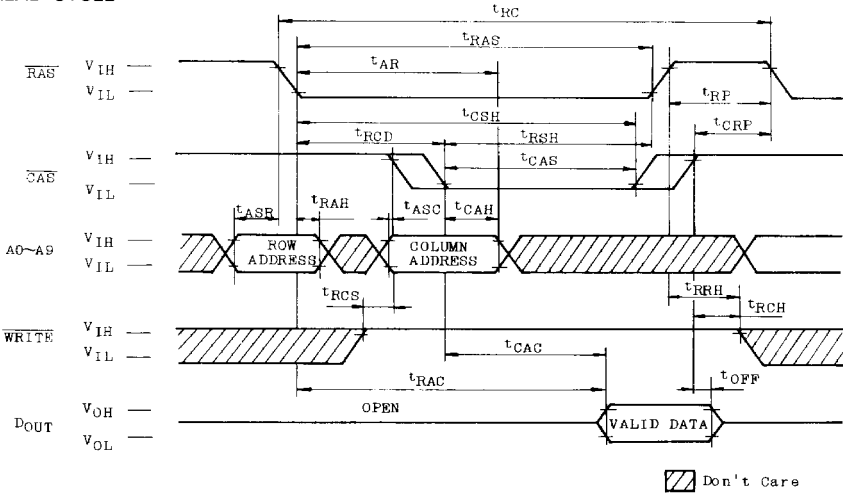 tRC
tRAS
tAR
RAS VIH
VIL
tRP
tCSH
tCRP
tRCD tRSH
tCAS
CAS VIH
VIL
tASR tRAH tASC tCAH
A0~A9 VIH
VIL
ROW
ADDRESS
COLUMN
ADDRESS
tRCS tRRH
tRCH
WRITE VIH
VIL
tCAC
tRAC tOFF
DOUT VOH
VOL
OPEN
VALID DATA
Don't Care